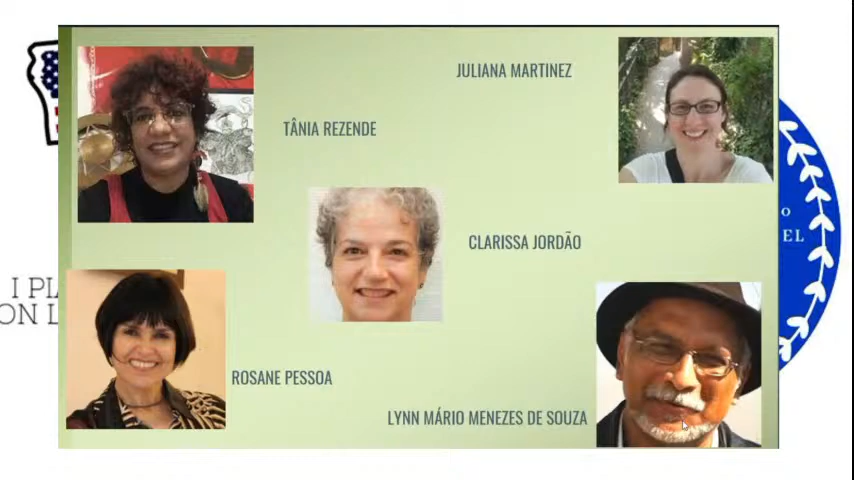 JULIANA MARTINEZ
TÂNIA REZENDE
CLARISSA JORDÃO
ROSANE PESSOA
LYNN MÁRIO MENEZES DE SOUZA
I PL
ON L
O
EL